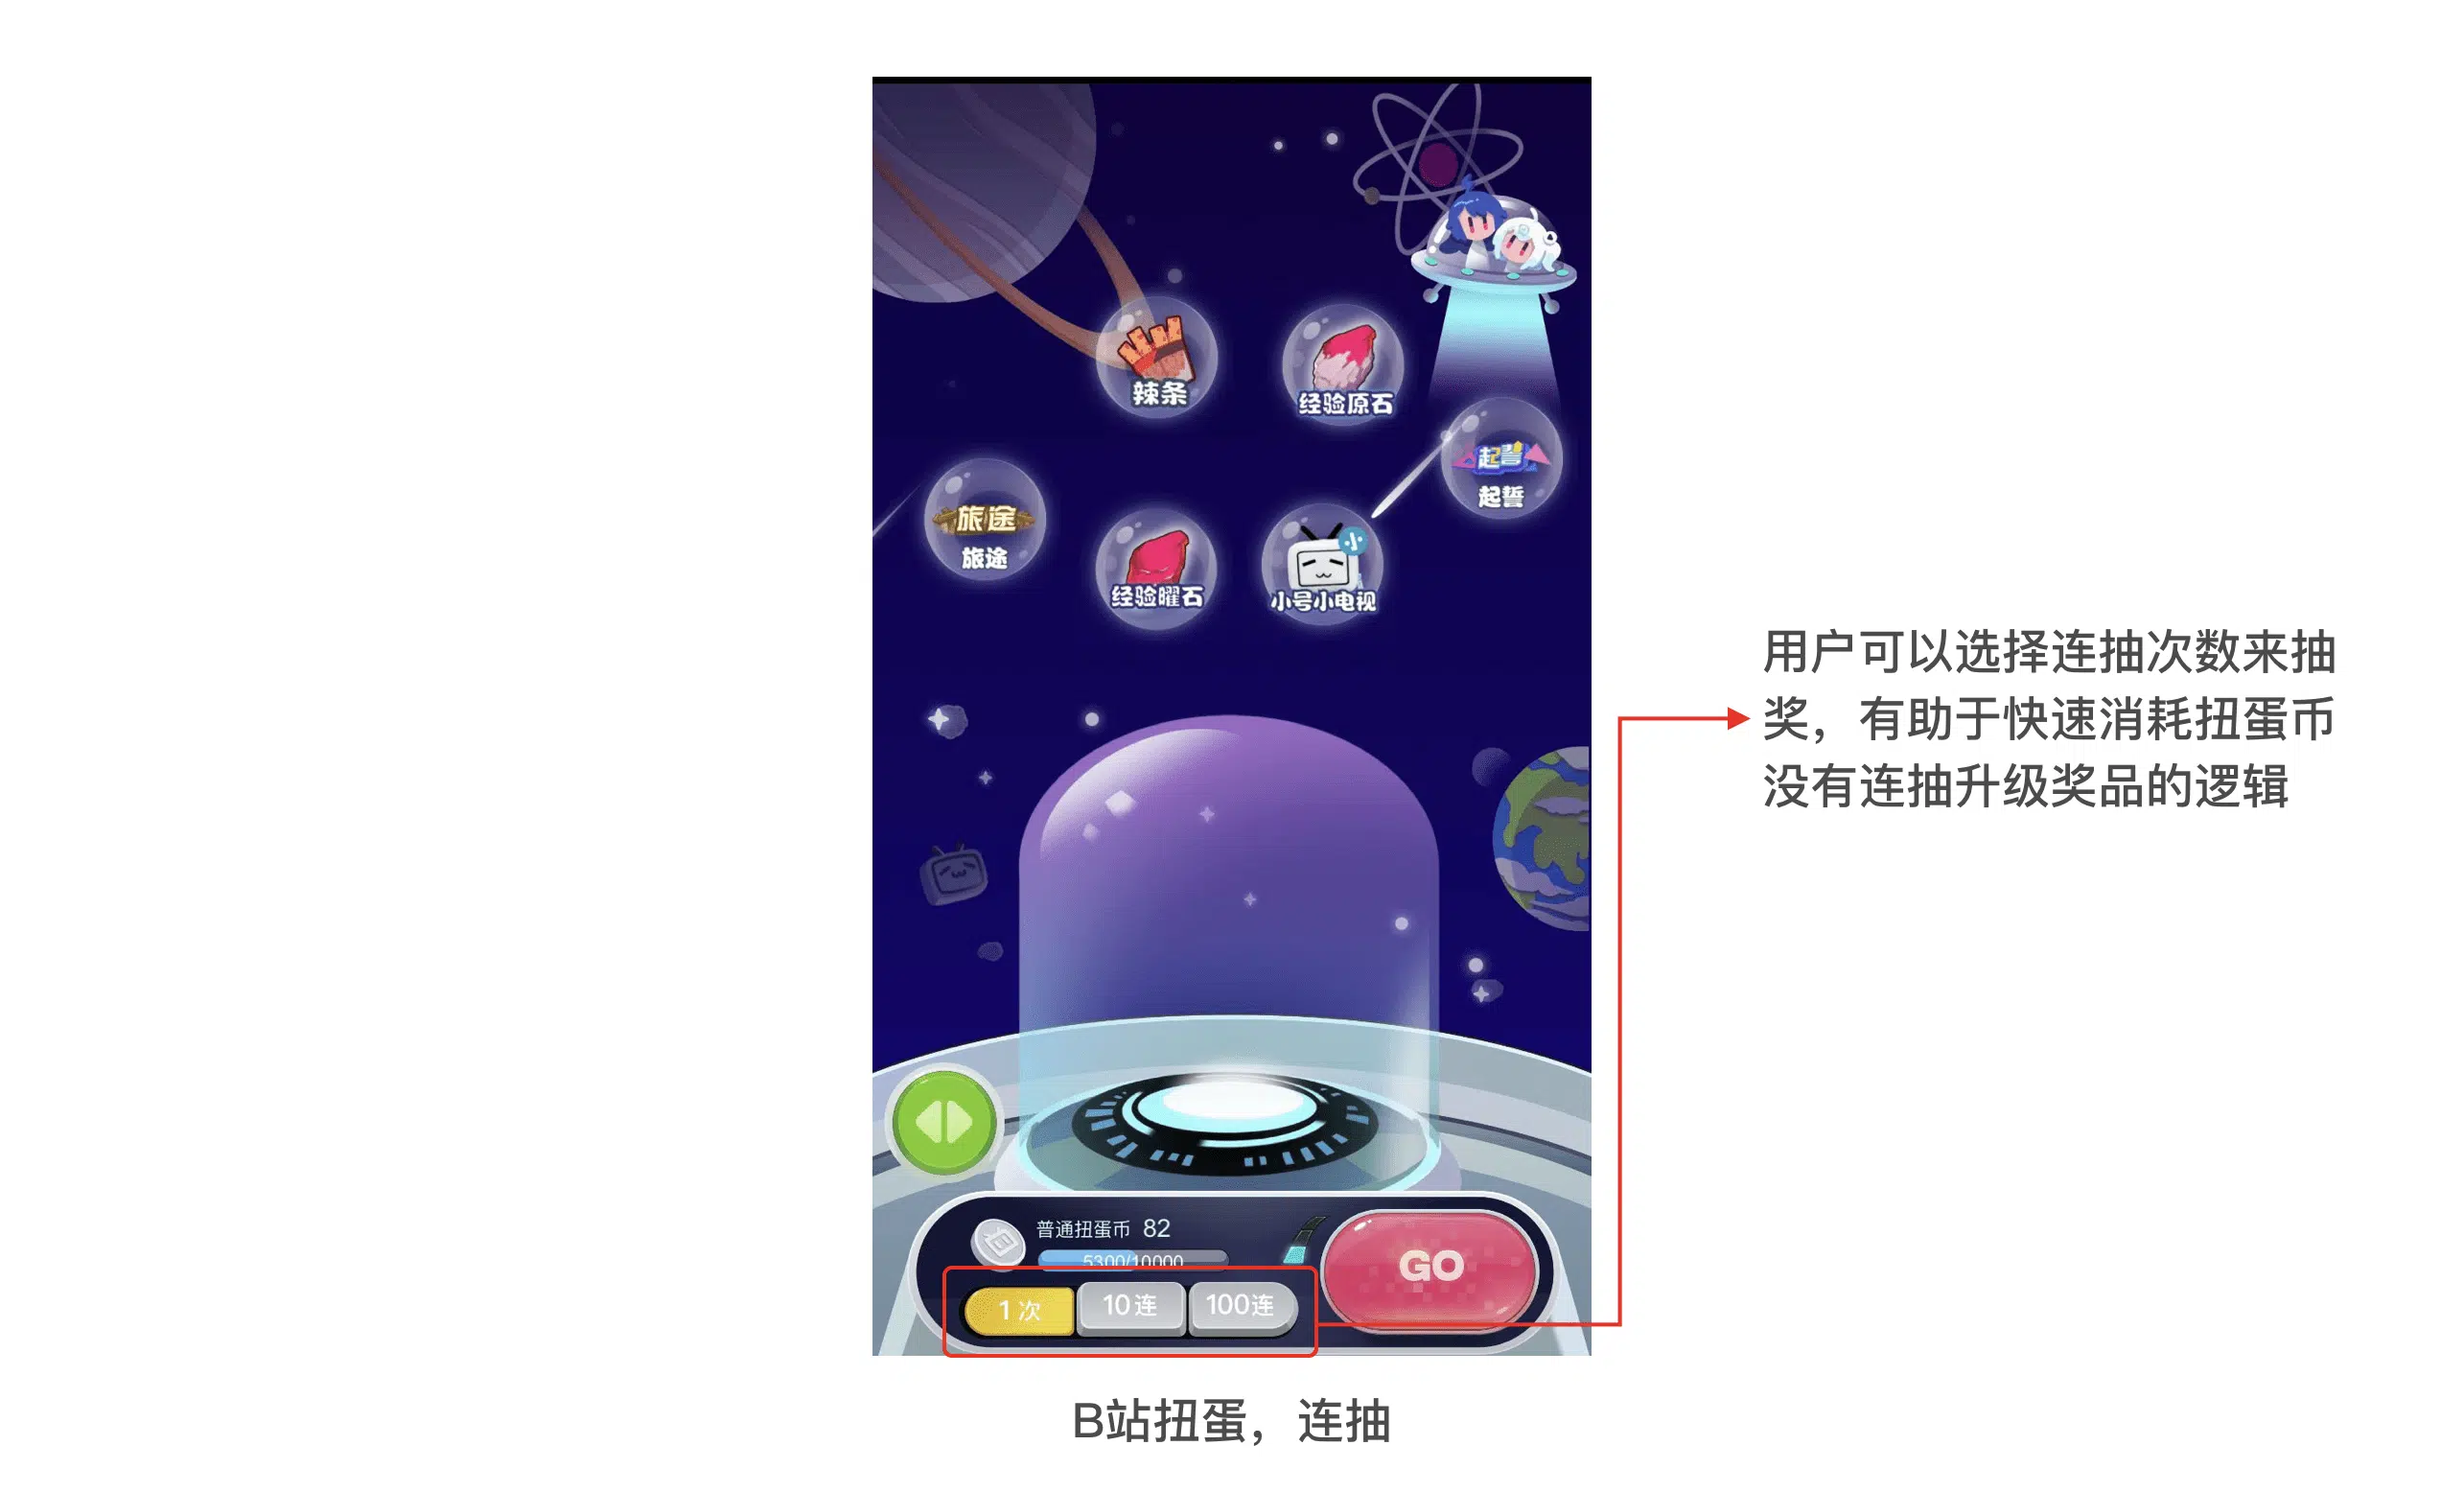 辣条
经验原石
起誓
起誓
旅途
旅途
经验曜石
小号小电视
用户可以选择连抽次数来抽
奖，有助于快速消耗扭蛋币
没有连抽升级奖品的逻辑
普通扭蛋币 82
5300/10000
GO
1 次
10 连
100连
B站扭蛋，连抽